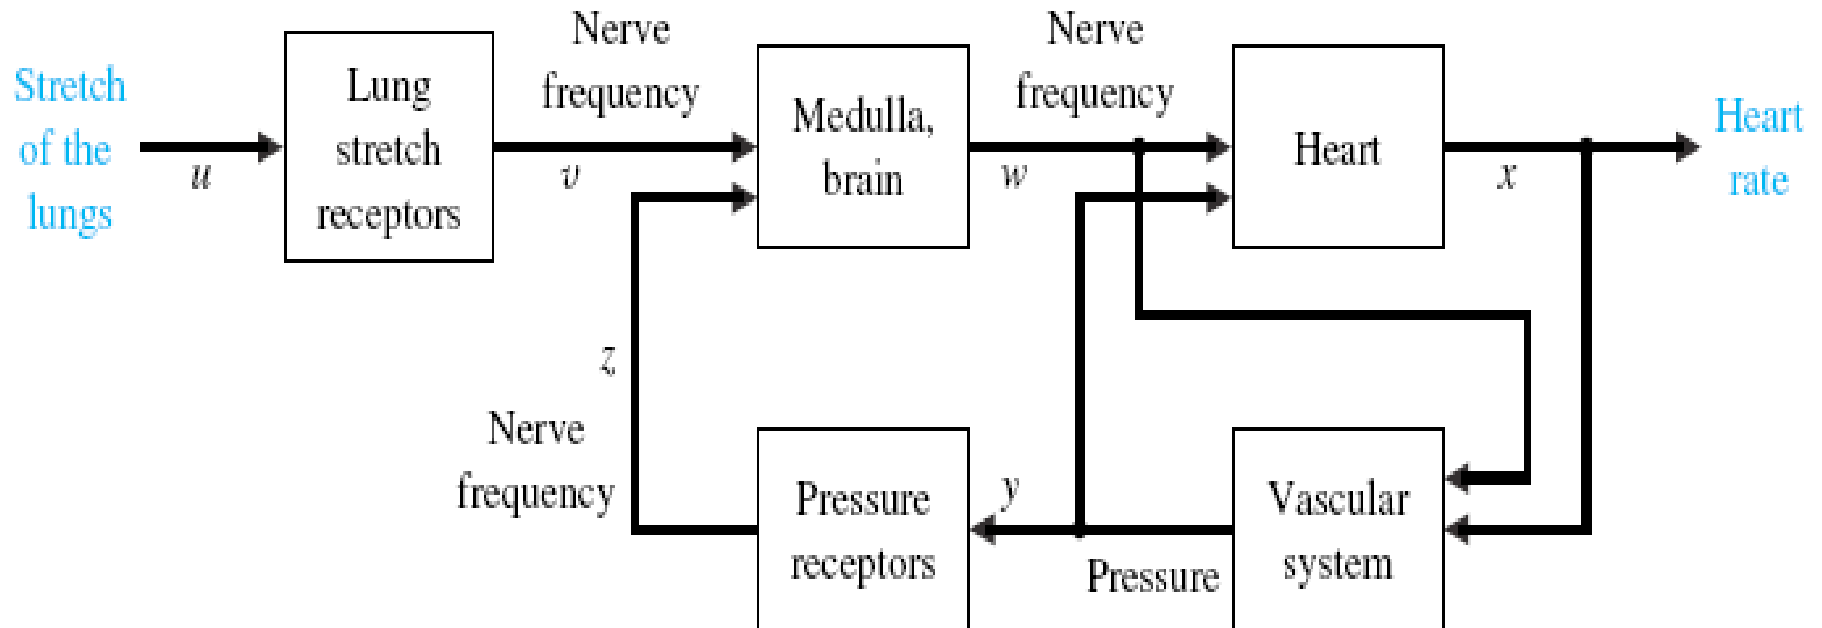 Stretch
of the
lungs
u
Lung
stretch
receptors
Nerve
frequency
v
Medulla,
brain
Nerve
frequency
w
Heart
x
Heart
rate
z
Nerve
frequency
Pressure
receptors
y
Pressure
Vascular
system